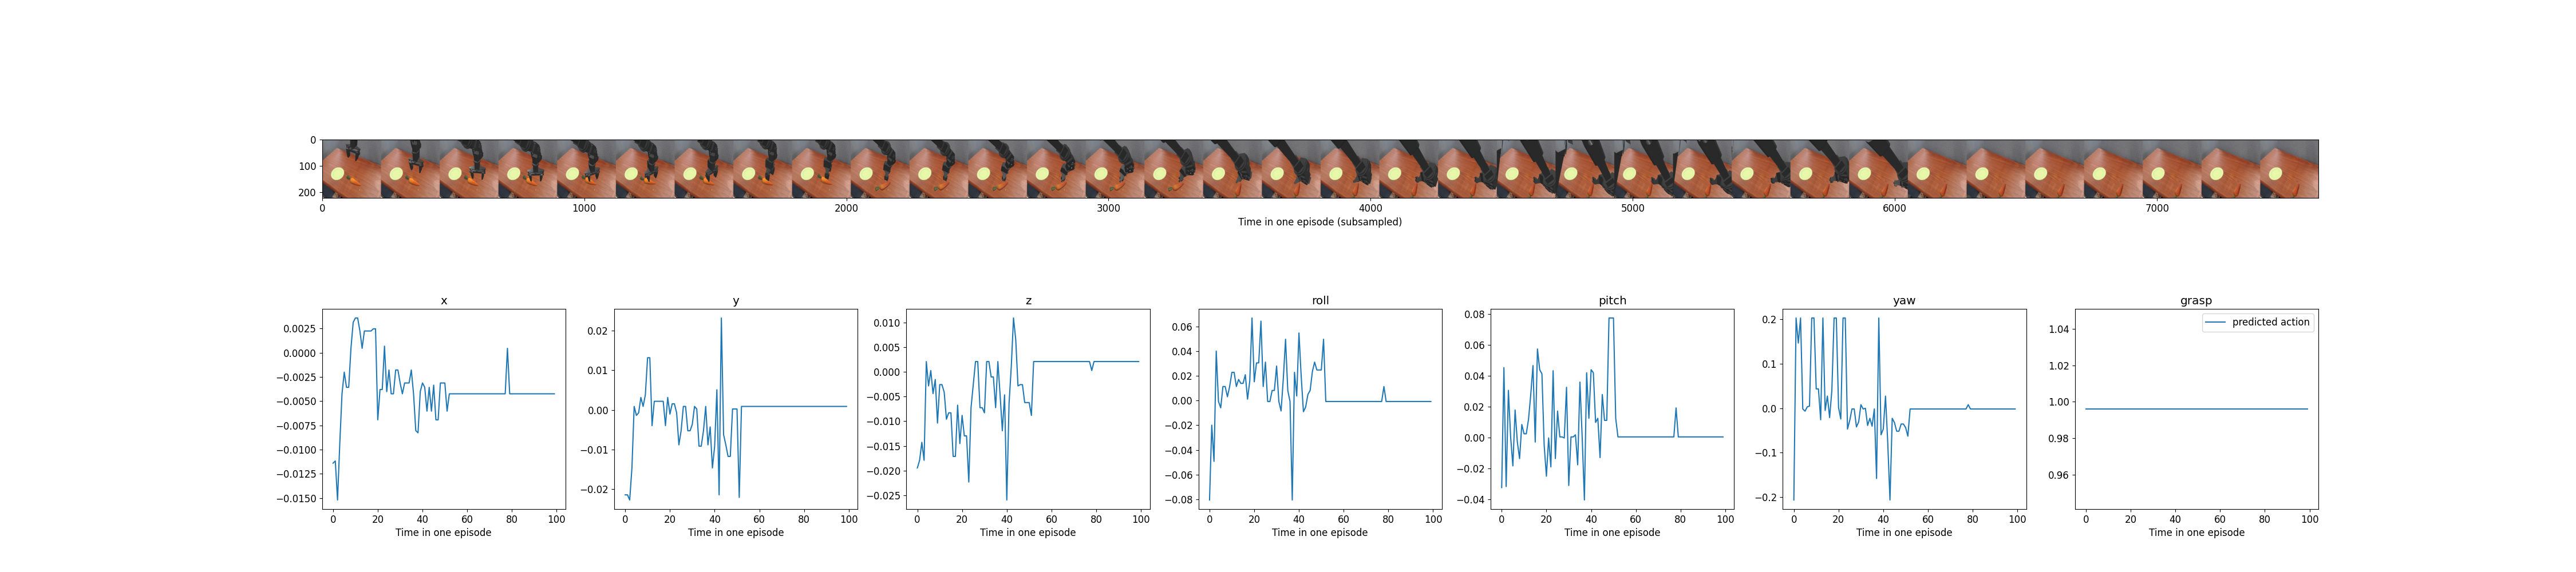 0
100
200
0 1000 2000 3000 4000 5000 6000 7000
Time in one episode (subsampled)
x
0.0025
0.0000
−0.0025
−0.0050
−0.0075
−0.0100
−0.0125
−0.0150
0 20 40 60 80 100
Time in one episode
y
0.02
0.01
0.00
−0.01
−0.02
0 20 40 60 80 100
Time in one episode
z
0.010
0.005
0.000
−0.005
−0.010
−0.015
−0.020
−0.025
0 20 40 60 80 100
Time in one episode
roll
0.06
0.04
0.02
0.00
−0.02
−0.04
−0.06
−0.08
0 20 40 60 80 100
Time in one episode
pitch
0.08
0.06
0.04
0.02
0.00
−0.02
−0.04
0 20 40 60 80 100
Time in one episode
yaw
0.2
0.1
0.0
−0.1
−0.2
0 20 40 60 80 100
Time in one episode
grasp
predicted action
1.04
1.02
1.00
0.98
0.96
0 20 40 60 80 100
Time in one episode